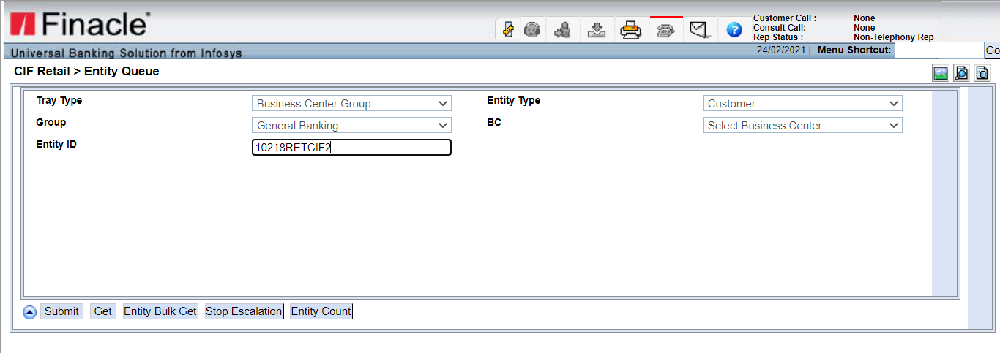 Finacle
Customer Call : None
Consult Call: None
Rep Status : Non-Telephony Rep
Universal Banking Solution from Infosys
24/02/2021 | Menu Shortcut: Go
CIF Retail > Entity Queue
Tray Type Business Center Group Entity Type Customer
Group General Banking BC Select Business Center
Entity ID 10218RETCIF2
Submit Get Entity Bulk Get Stop Escalation Entity Count